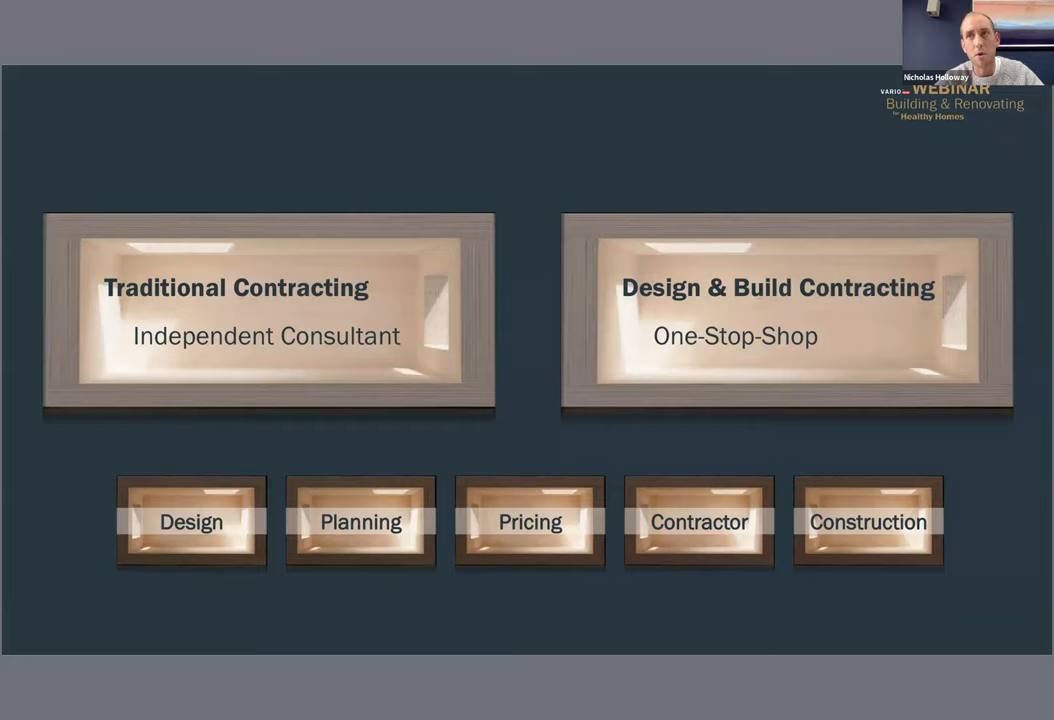 Nicholas Holloway
VARIO WEBINAR
Building & Renovating
for Healthy Homes
Traditional Contracting
Independent Consultant
Design & Build Contracting
One-Stop-Shop
Design
Planning
Pricing
Contractor
Construction